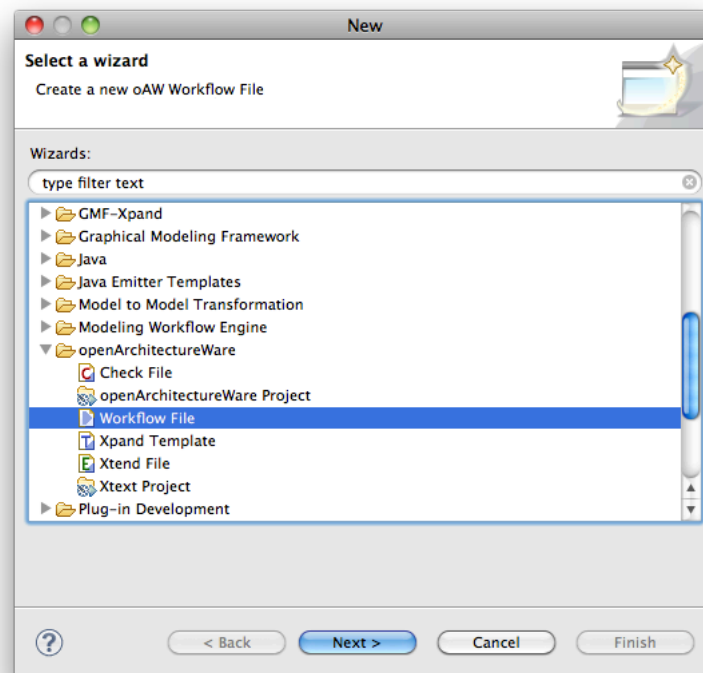 New
Select a wizard
Create a new oAW Workflow File
Wizards:
type filter text
GMF-Xpand
Graphical Modeling Framework
Java
Java Emitter Templates
Model to Model Transformation
Modeling Workflow Engine
openArchitectureWare
Check File
openArchitectureWare Project
Workflow File
Xpand Template
Xtend File
Xtext Project
Plug-in Development
? < Back Next > Cancel Finish